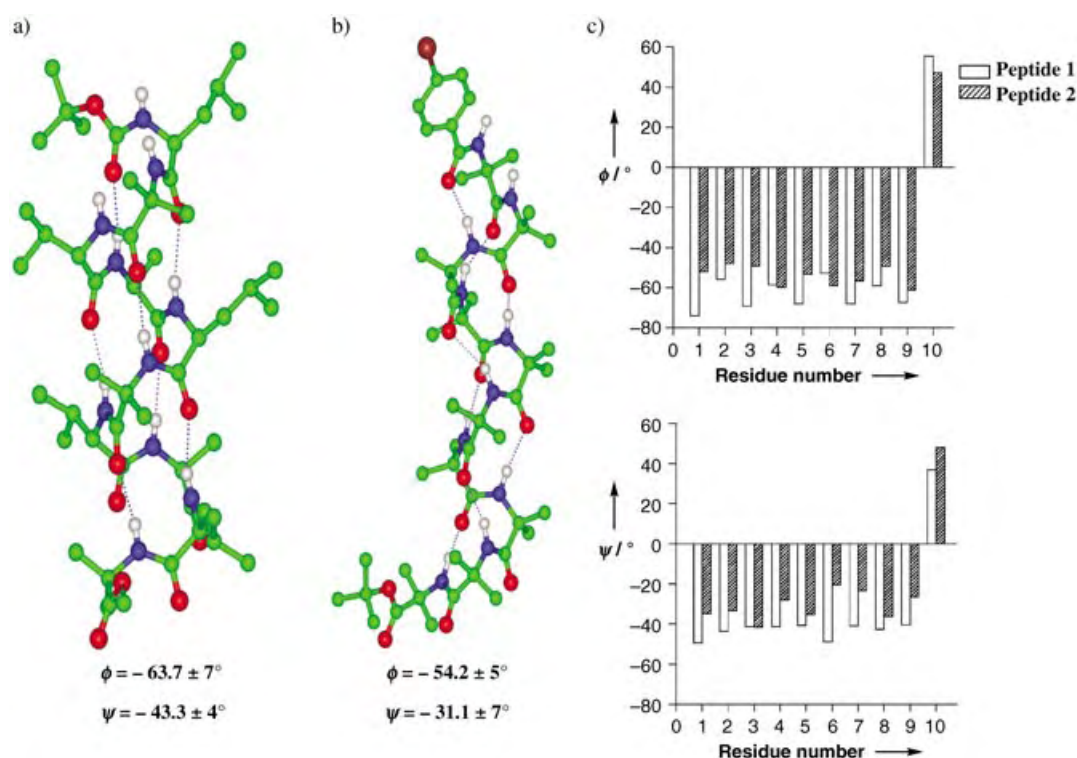 a)
ϕ = – 63.7 ± 7°
ψ = – 43.3 ± 4°
b)
ϕ = – 54.2 ± 5°
ψ = – 31.1 ± 7°
c)
60
40
20
0
–20
–40
–60
–80
ϕ/°
0 1 2 3 4 5 6 7 8 9 10
Residue number
Peptide 1
Peptide 2
60
40
20
0
–20
–40
–60
–80
ψ/°
0 1 2 3 4 5 6 7 8 9 10
Residue number